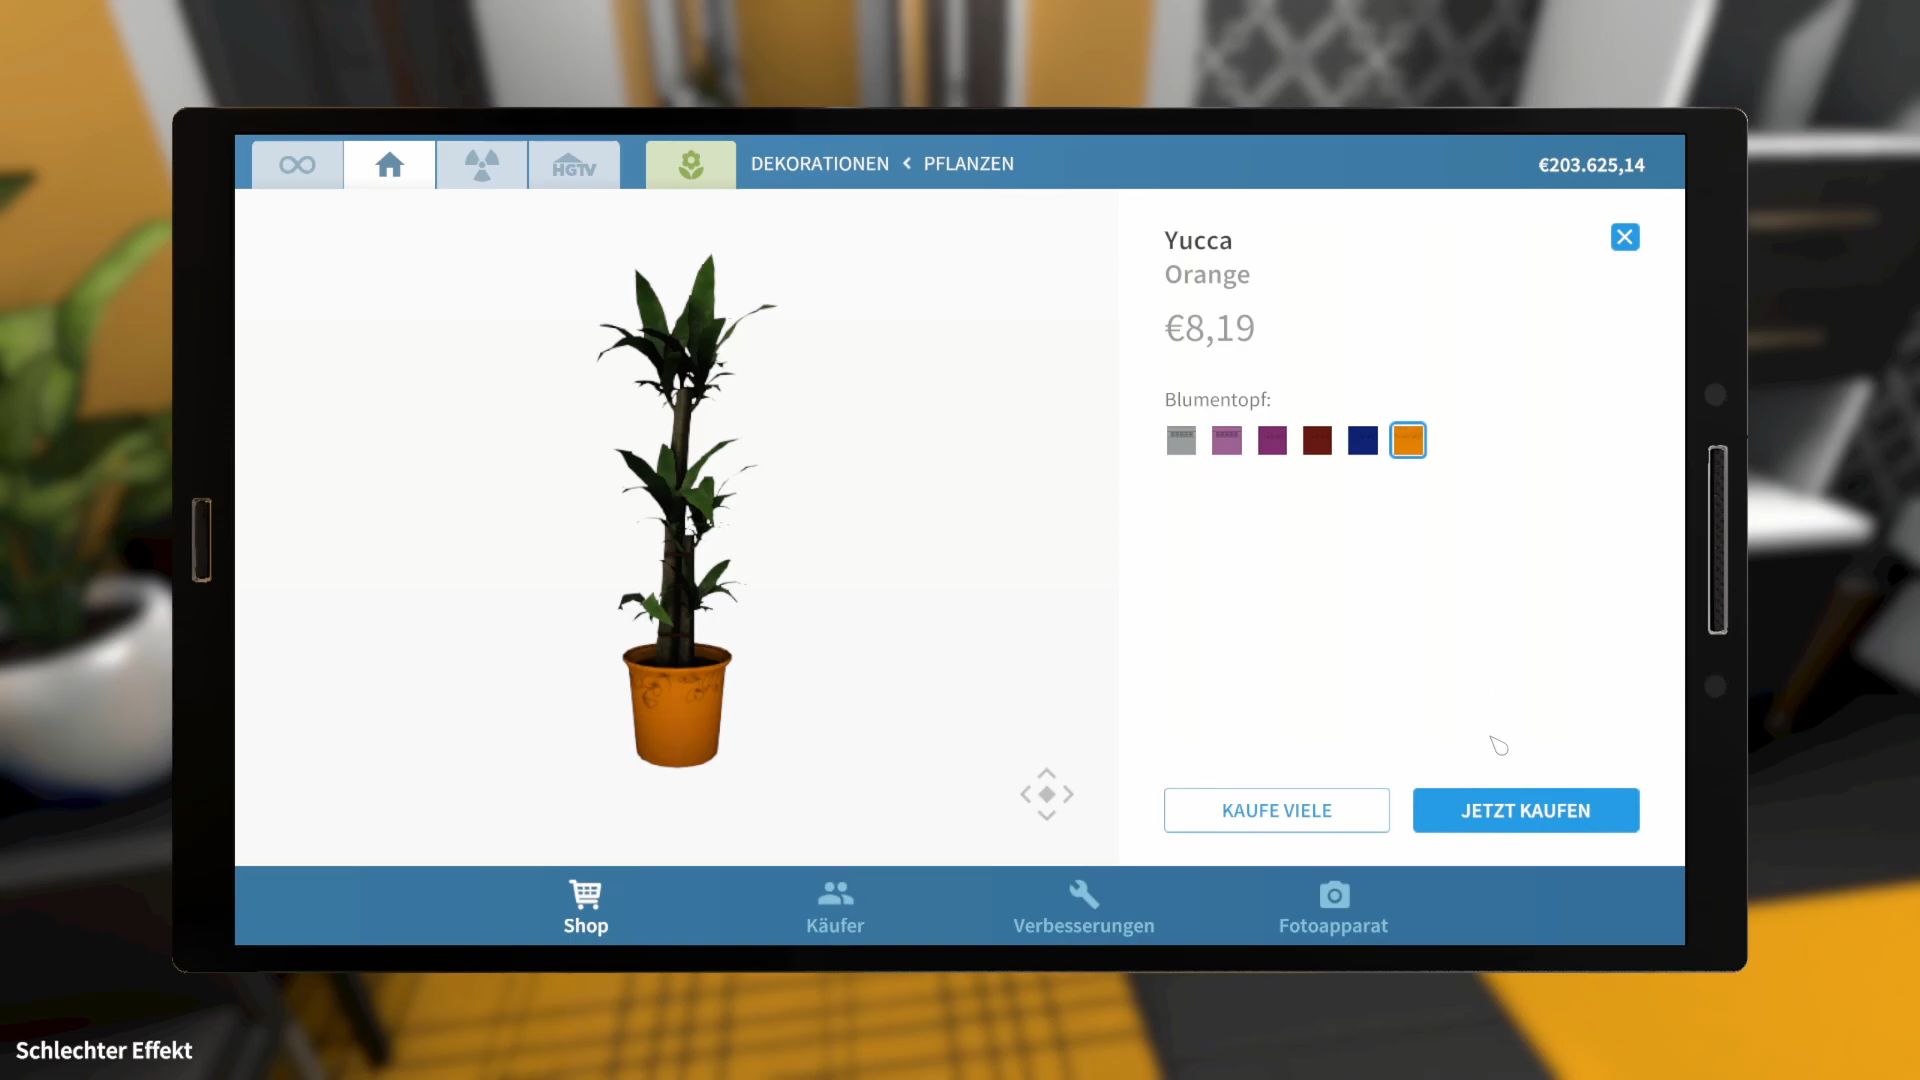 HGTV
DEKORATIONEN < PFLANZEN
€203.625,14
Yucca
Orange
€8,19
Blumentopf:
KAUFE VIELE
JETZT KAUFEN
Shop
Käufer
Verbesserungen
Fotoapparat
Schlechter Effekt